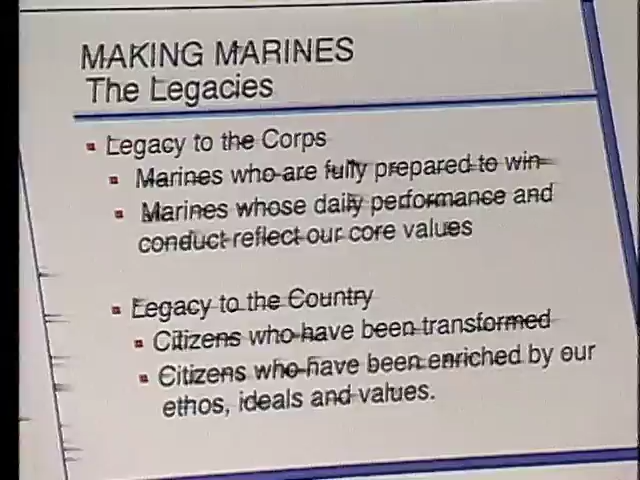 MAKING MARINES
The Legacies
Legacy to the Corps
Marines who are fully prepared to win
Marines whose daily performance and
conduct reflect our core values
Legacy to the Country
Citizens who have been transformed
Citizens who have been enriched by our
ethos, ideals and values.